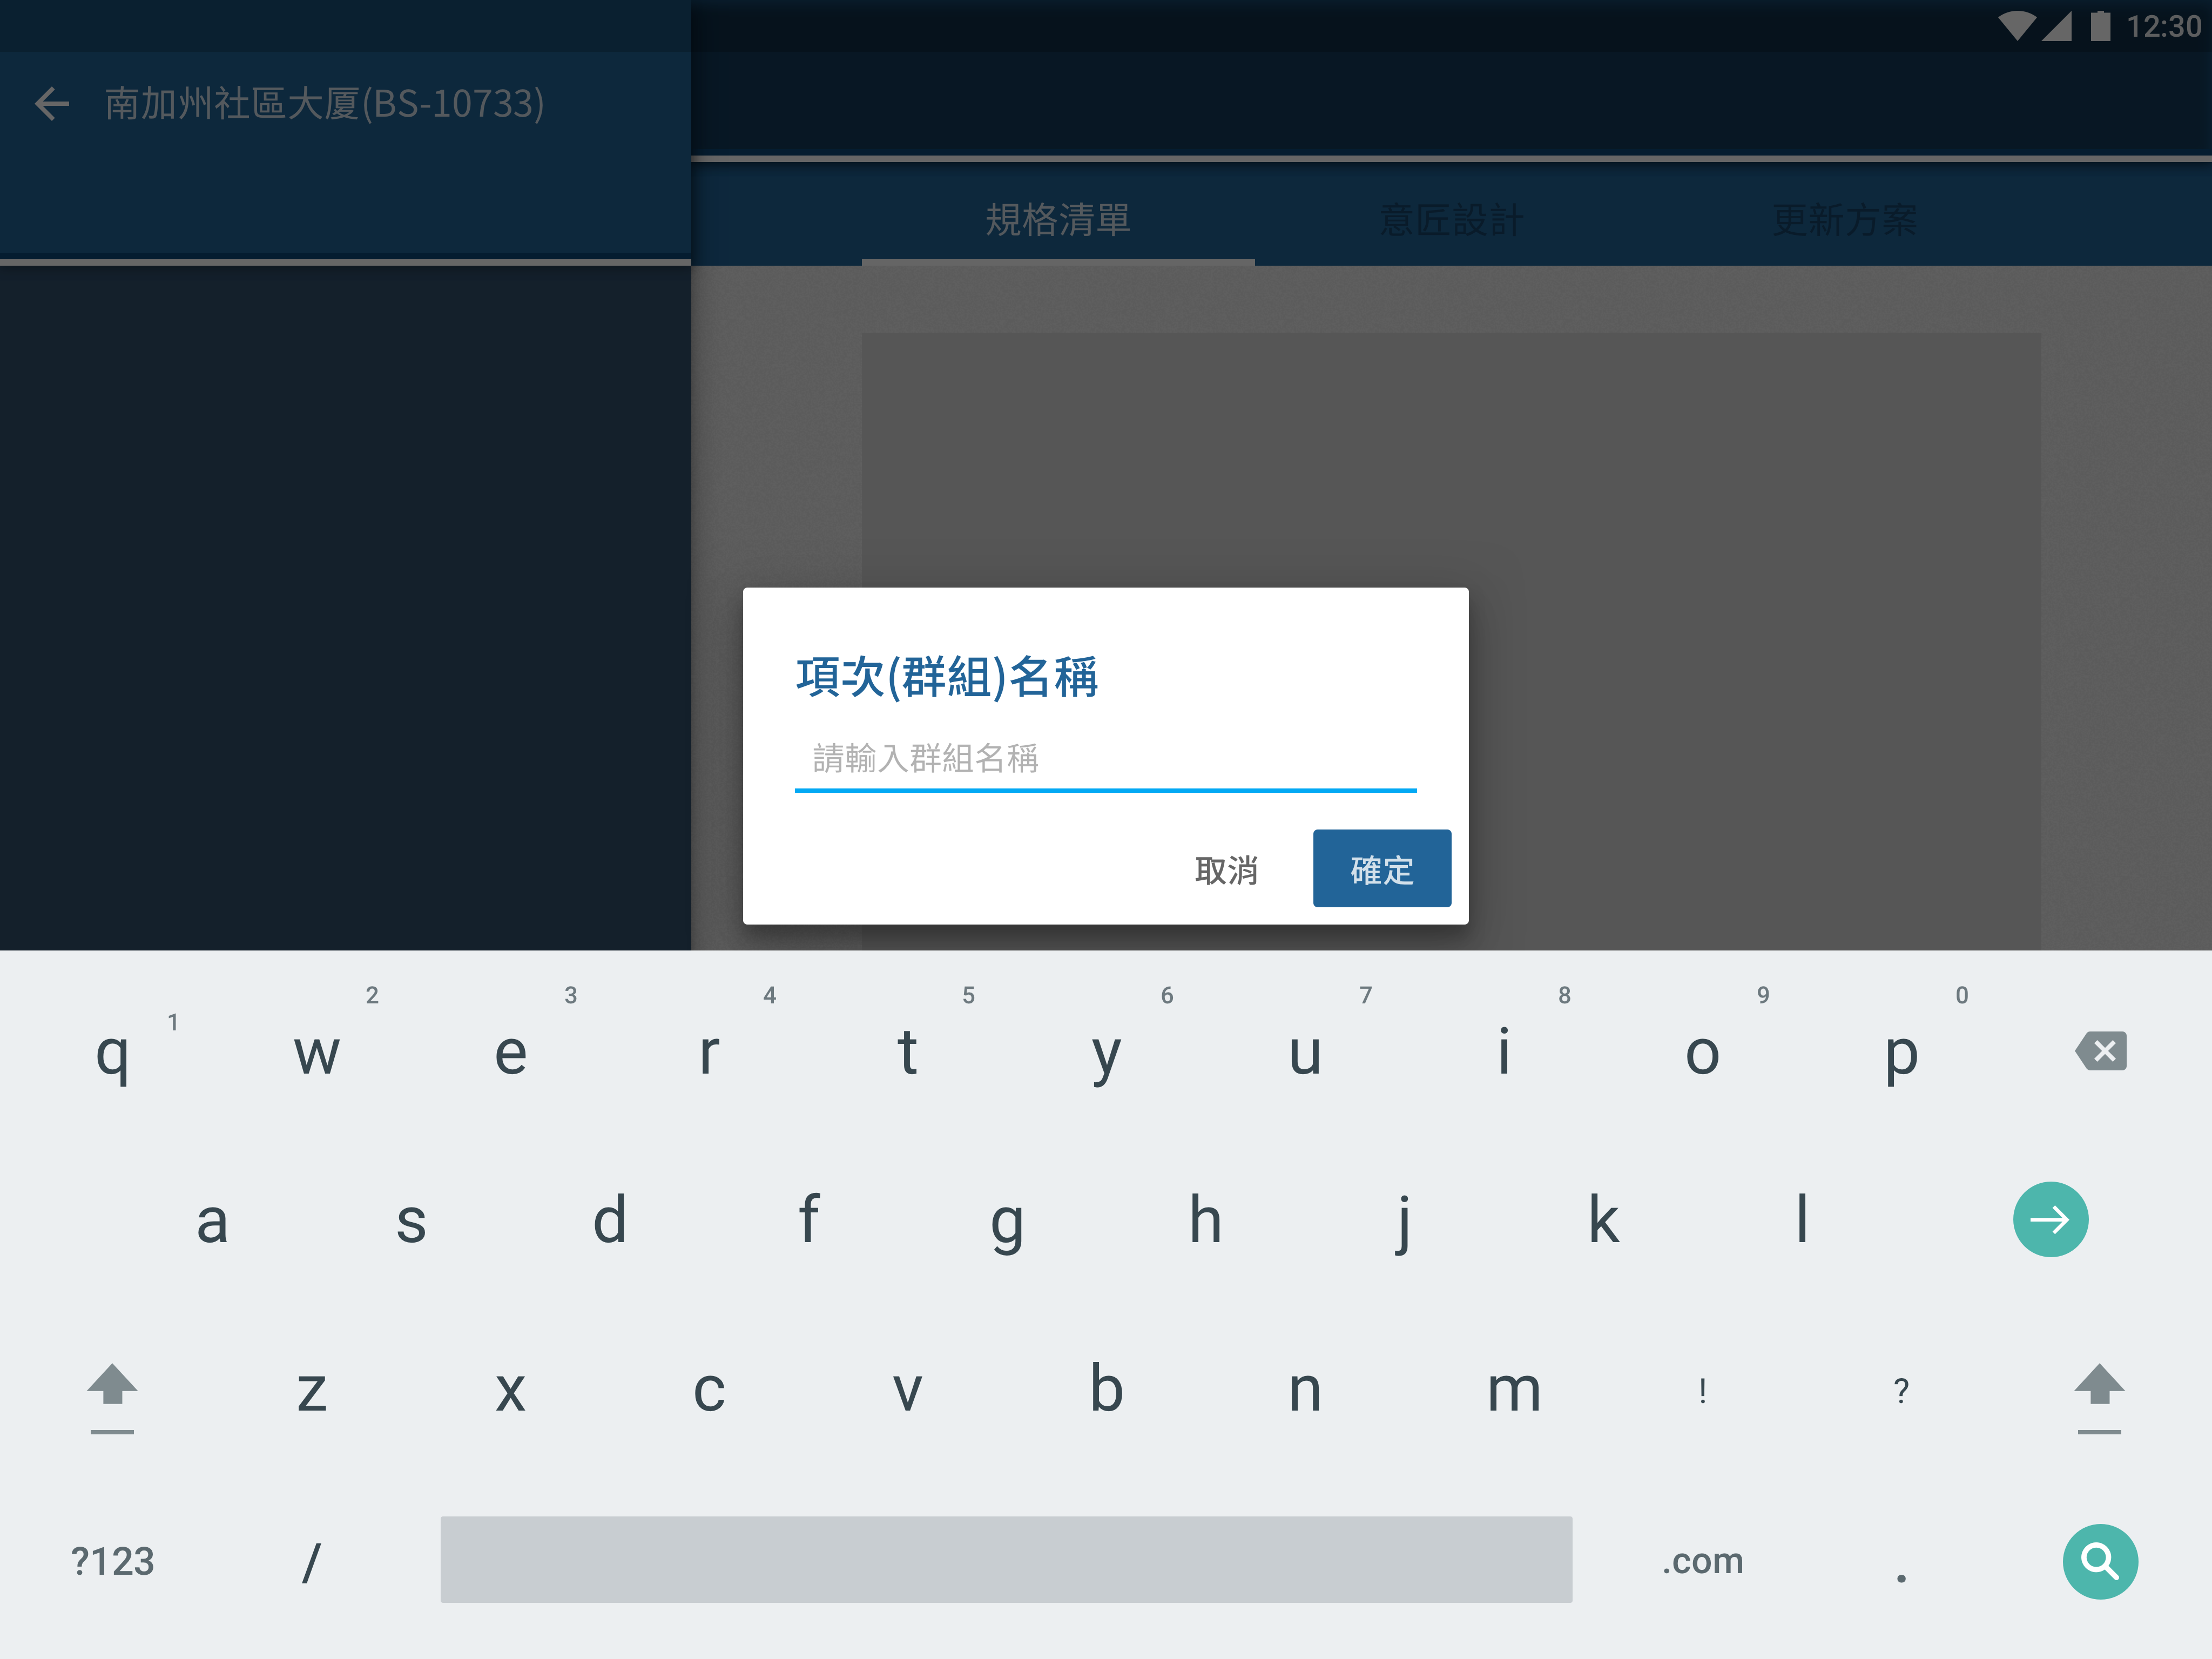 12:30
南加州社區大厦(BS-10733)
規格清單 意匠設計 更新方案
項次(群組)名稱
請輸入群組名稱
取消 確定
1 2 3 4 5 6 7 8 9 0
q w e r t y u i o p
a s d f g h j k l
z x c v b n m ! ?
?123 / .com .